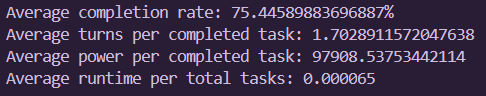 Average completion rate: 75.44589883696887%
Average turns per completed task: 1.7028911572047638
Average power per completed task: 97908.53753442114
Average runtime per total tasks: 0.000065